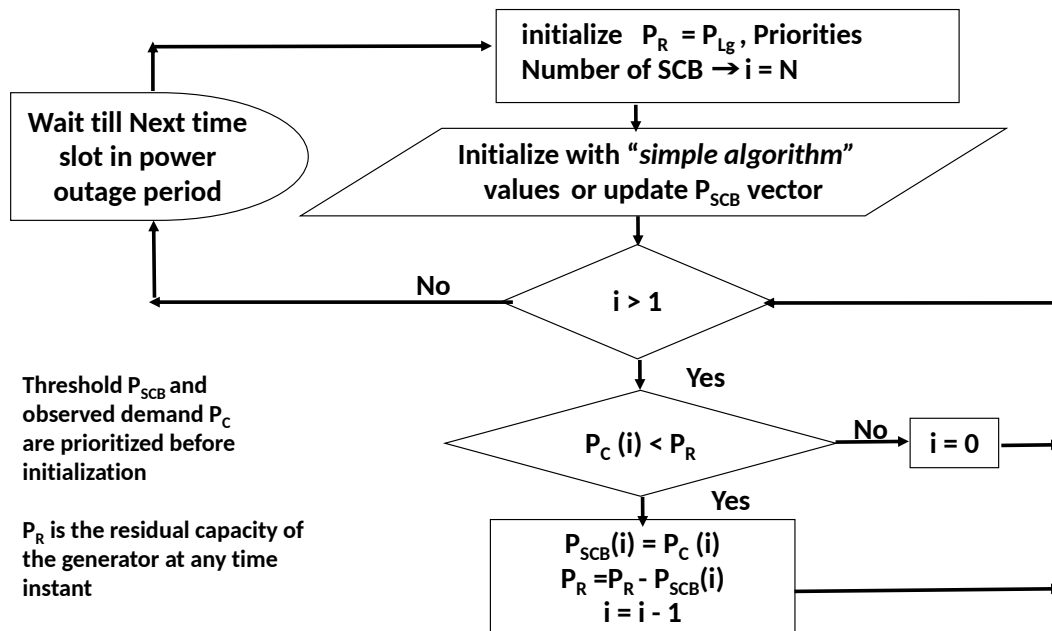 initialize P_R = P_Lg , Priorities
Number of SCB → i = N
Wait till Next time
slot in power
outage period
Initialize with “simple algorithm”
values or update P_SCB vector
No
i > 1
Yes
Threshold P_SCB and
observed demand P_C
are prioritized before
initialization
P_C (i) < P_R
No
i = 0
Yes
P_R is the residual capacity of
the generator at any time
instant
P_SCB(i) = P_C (i)
P_R =P_R - P_SCB(i)
i = i - 1